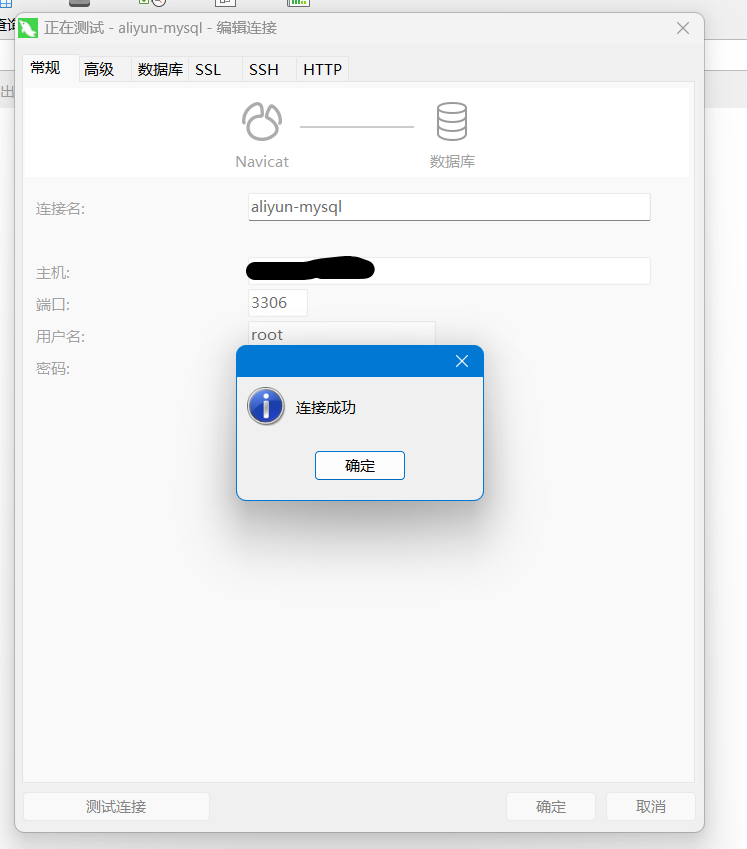 正在测试 - aliyun-mysql - 编辑连接
常规 高级 数据库 SSL SSH HTTP
Navicat 数据库
连接名: aliyun-mysql
主机:
端口: 3306
用户名: root
密码:
连接成功
确定
测试连接 确定 取消